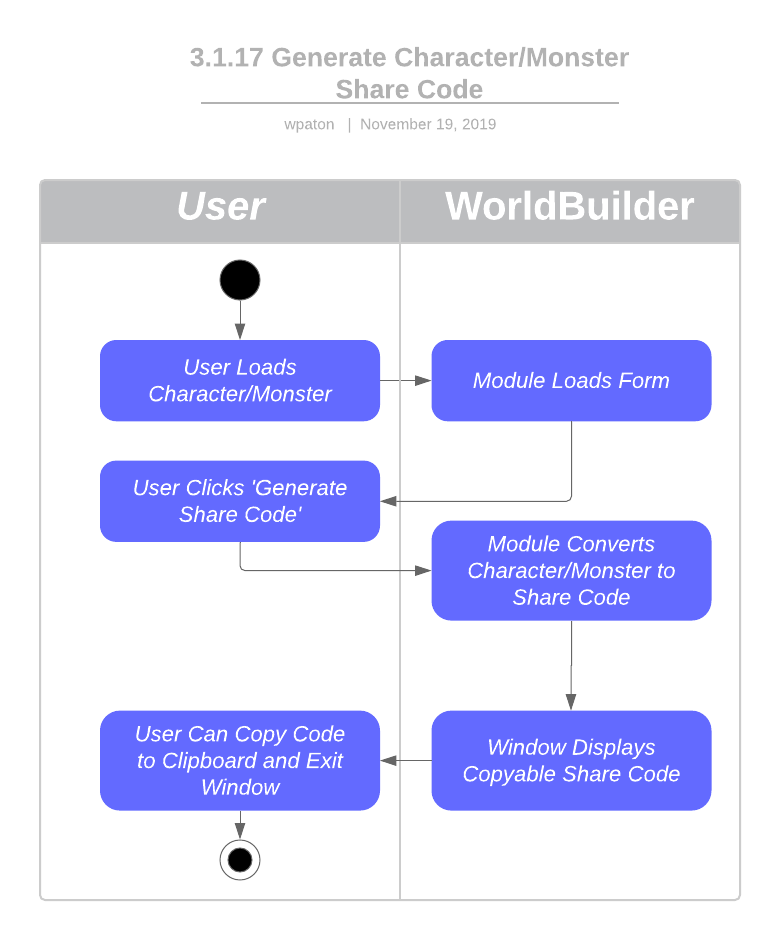 3.1.17 Generate Character/Monster
Share Code
wpaton | November 19, 2019
User
WorldBuilder
User Loads
Character/Monster
Module Loads Form
User Clicks 'Generate
Share Code'
Module Converts
Character/Monster to
Share Code
User Can Copy Code
to Clipboard and Exit
Window
Window Displays
Copyable Share Code